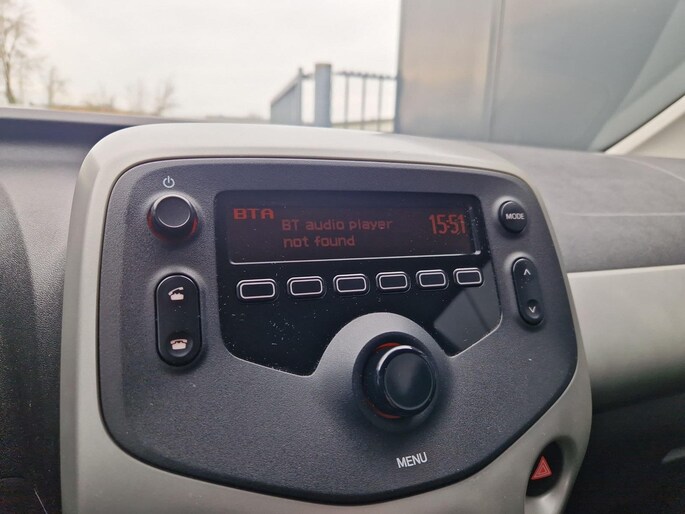 BTA
BT audio player
not found
15:51
MODE
MENU